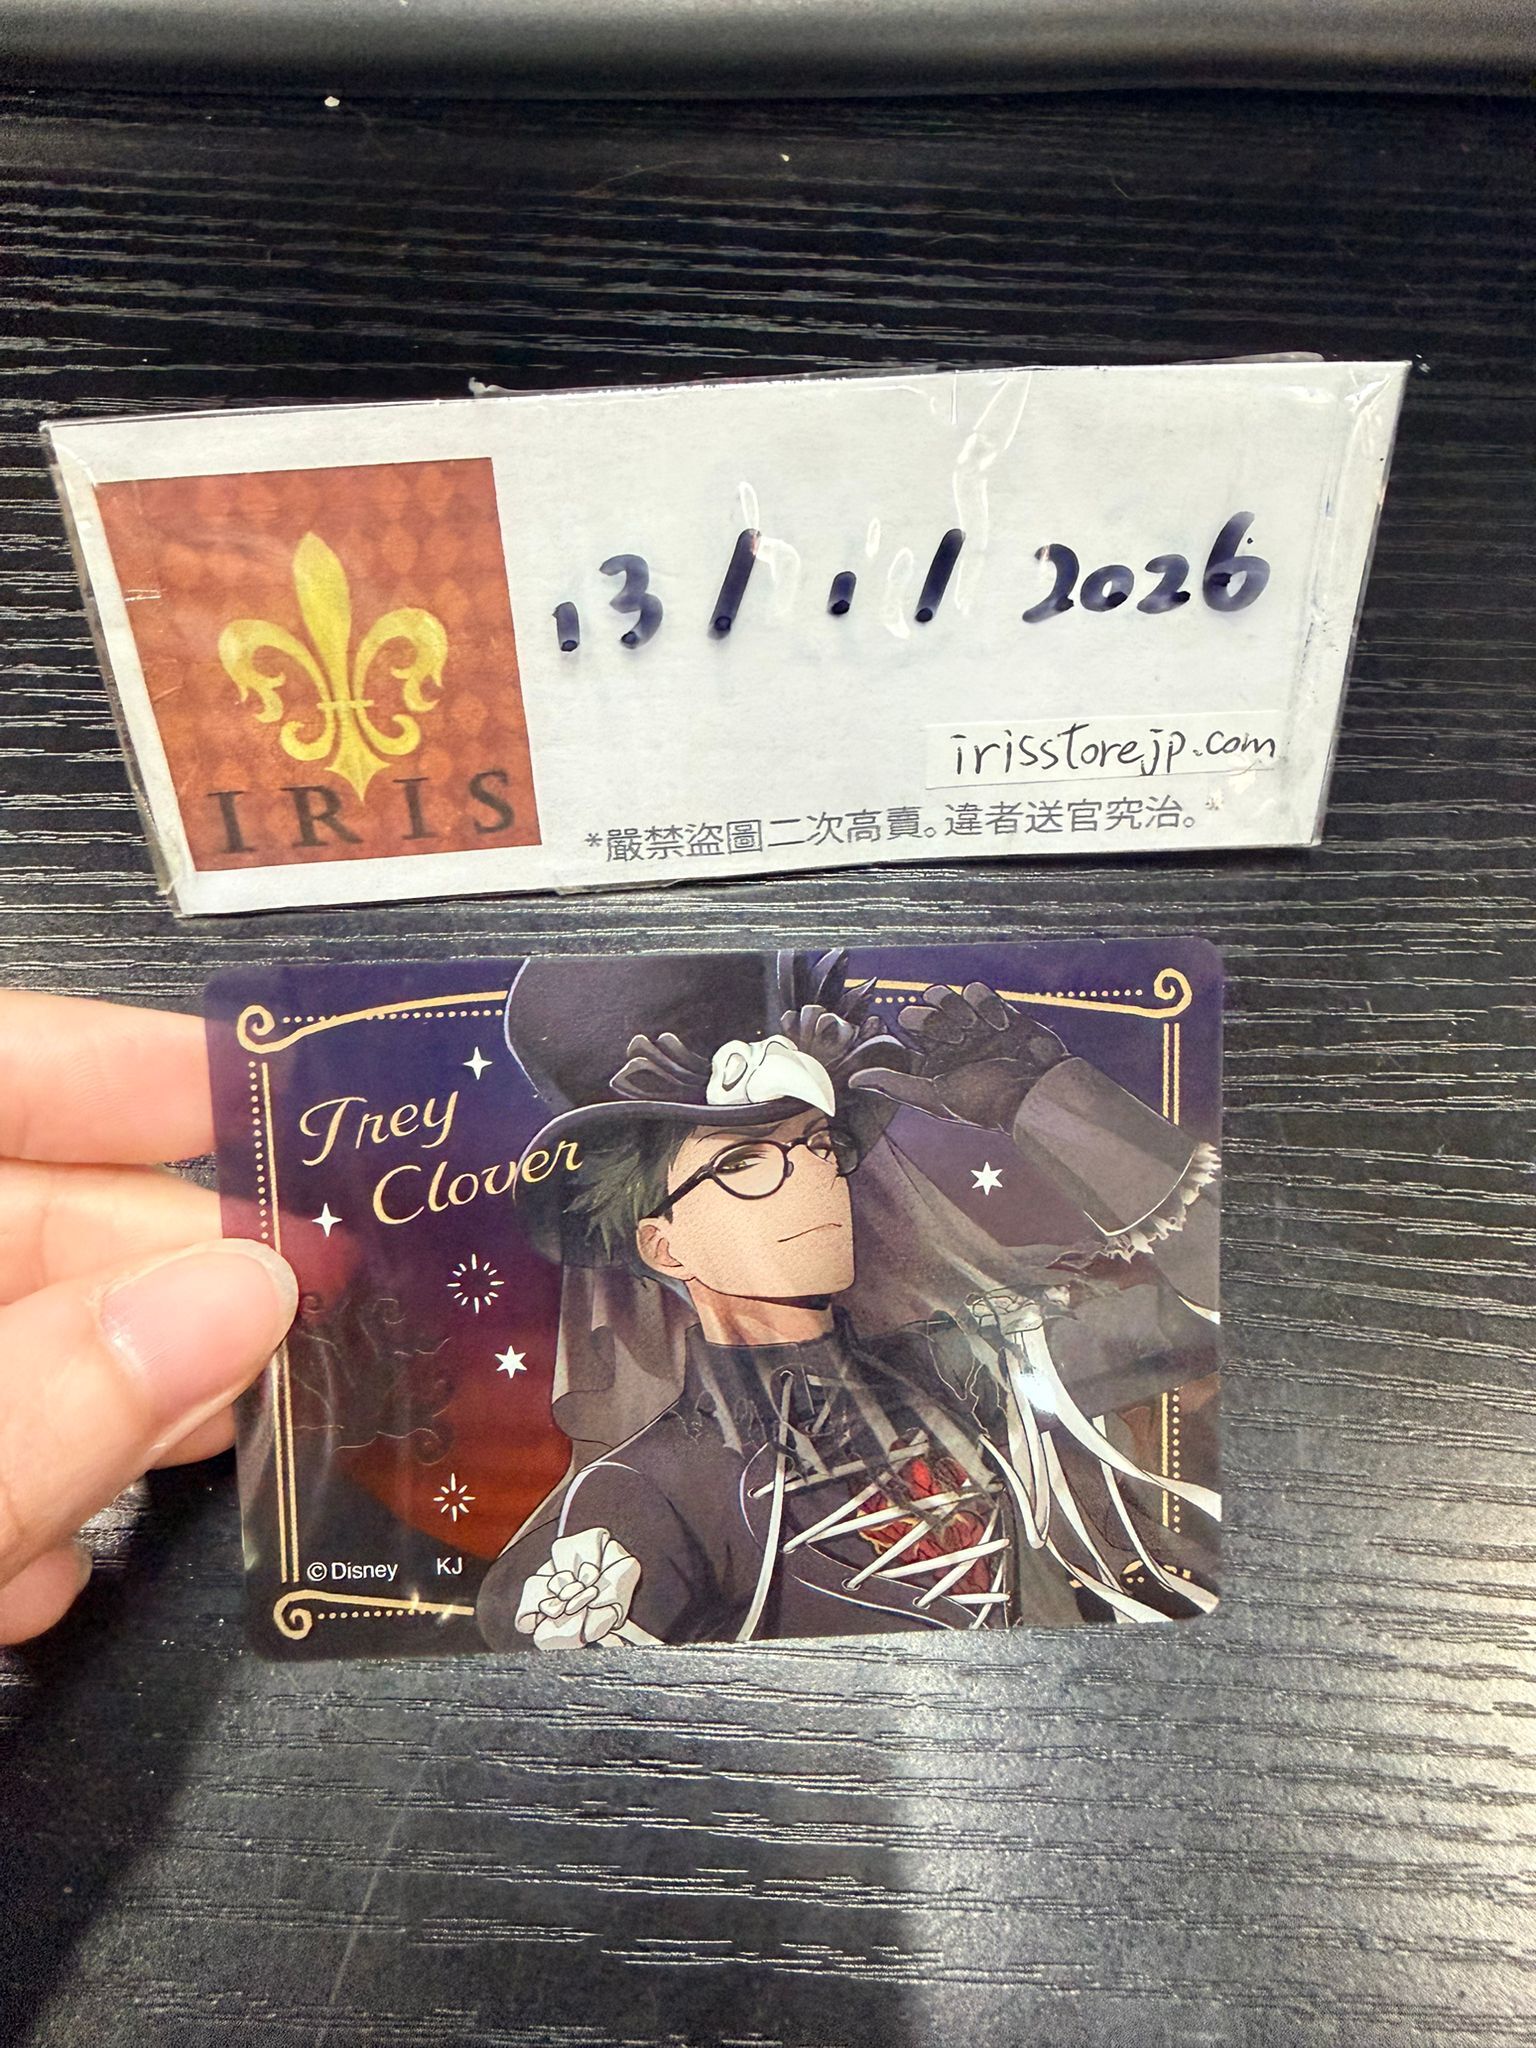 13/1/2026
IRIS
irisstorejp.com
*嚴禁盜圖二次高賣。違者送官究治。
Trey
Clover
©Disney KJ